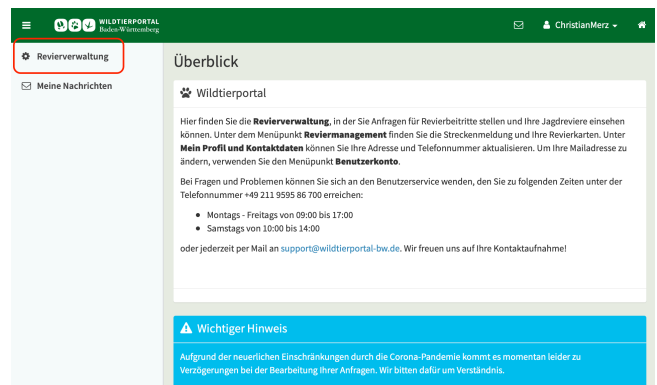 WILDTIERPORTAL
Baden-Württemberg
ChristianMerz
Revierverwaltung
Meine Nachrichten
Überblick
Wildtierportal
Hier finden Sie die Revierverwaltung, in der Sie Anfragen für Revierbeitritte stellen und Ihre Jagdreviere einsehen
können. Unter dem Menüpunkt Reviermanagement finden Sie die Streckenmeldung und Ihre Revierkarten. Unter
Mein Profil und Kontaktdaten können Sie Ihre Adresse und Telefonnummer aktualisieren. Um Ihre Mailadresse zu
ändern, verwenden Sie den Menüpunkt Benutzerkonto.
Bei Fragen und Problemen können Sie sich an den Benutzerservice wenden, den Sie zu folgenden Zeiten unter der
Telefonnummer +49 211 9595 86 700 erreichen:
Montags - Freitags von 09:00 bis 17:00
Samstags von 10:00 bis 14:00
oder jederzeit per Mail an support@wildtierportal-bw.de. Wir freuen uns auf Ihre Kontaktaufnahme!
Wichtiger Hinweis
Aufgrund der neuerlichen Einschränkungen durch die Corona-Pandemie kommt es momentan leider zu
Verzögerungen bei der Bearbeitung Ihrer Anfragen. Wir bitten dafür um Verständnis.